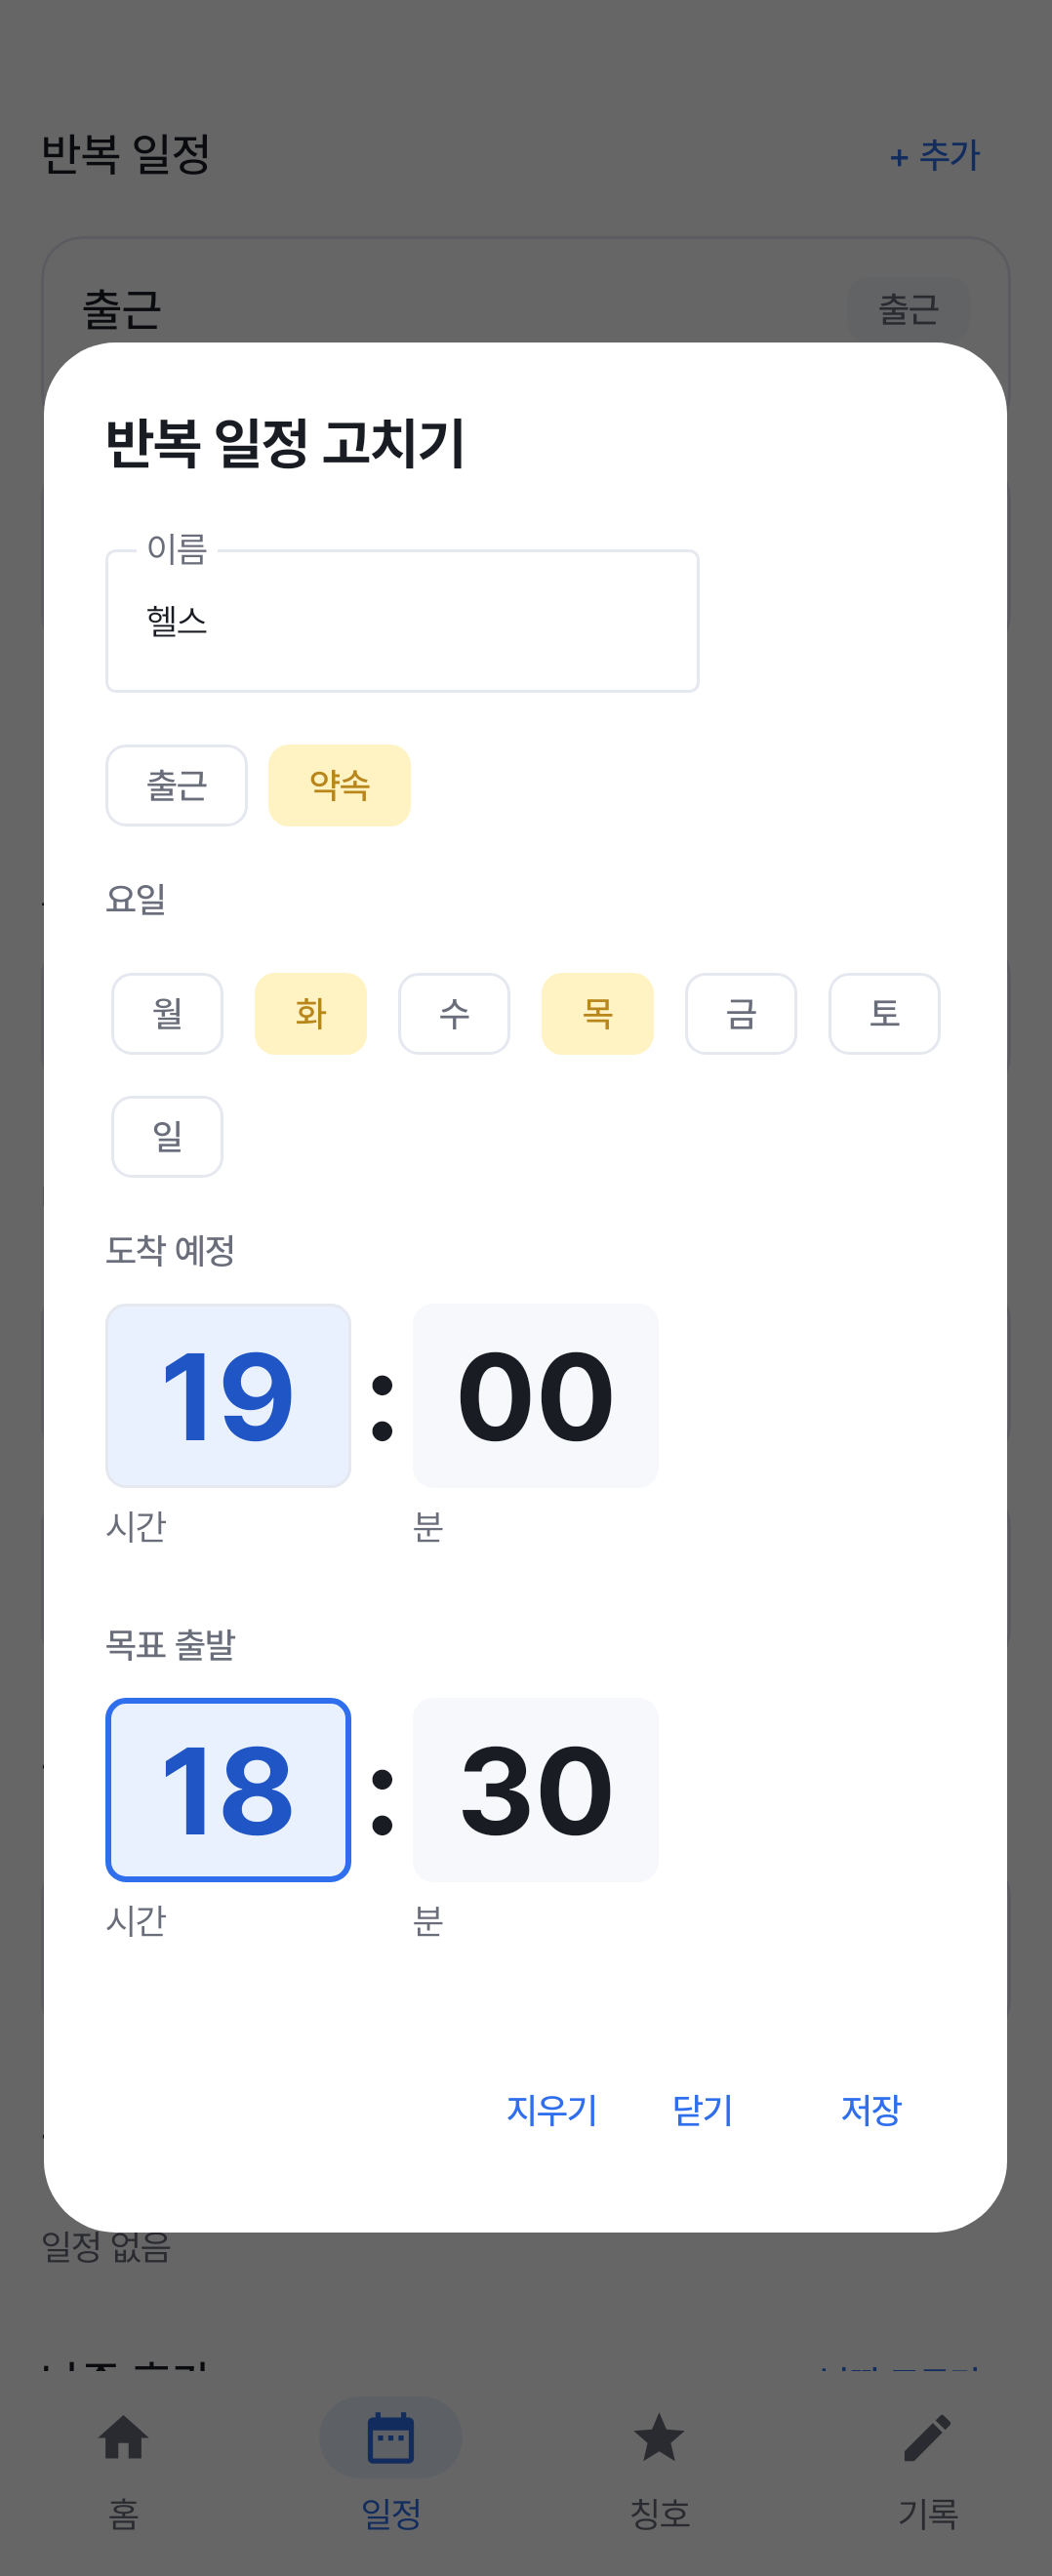 반복 일정
+ 추가
출근
출근
반복 일정 고치기
이름
헬스
출근 약속
요일
월 화 수 목 금 토
일
도착 예정
19 : 00
시간 분
목표 출발
18 : 30
시간 분
지우기 닫기 저장
일정 없음
홈 일정 칭호 기록